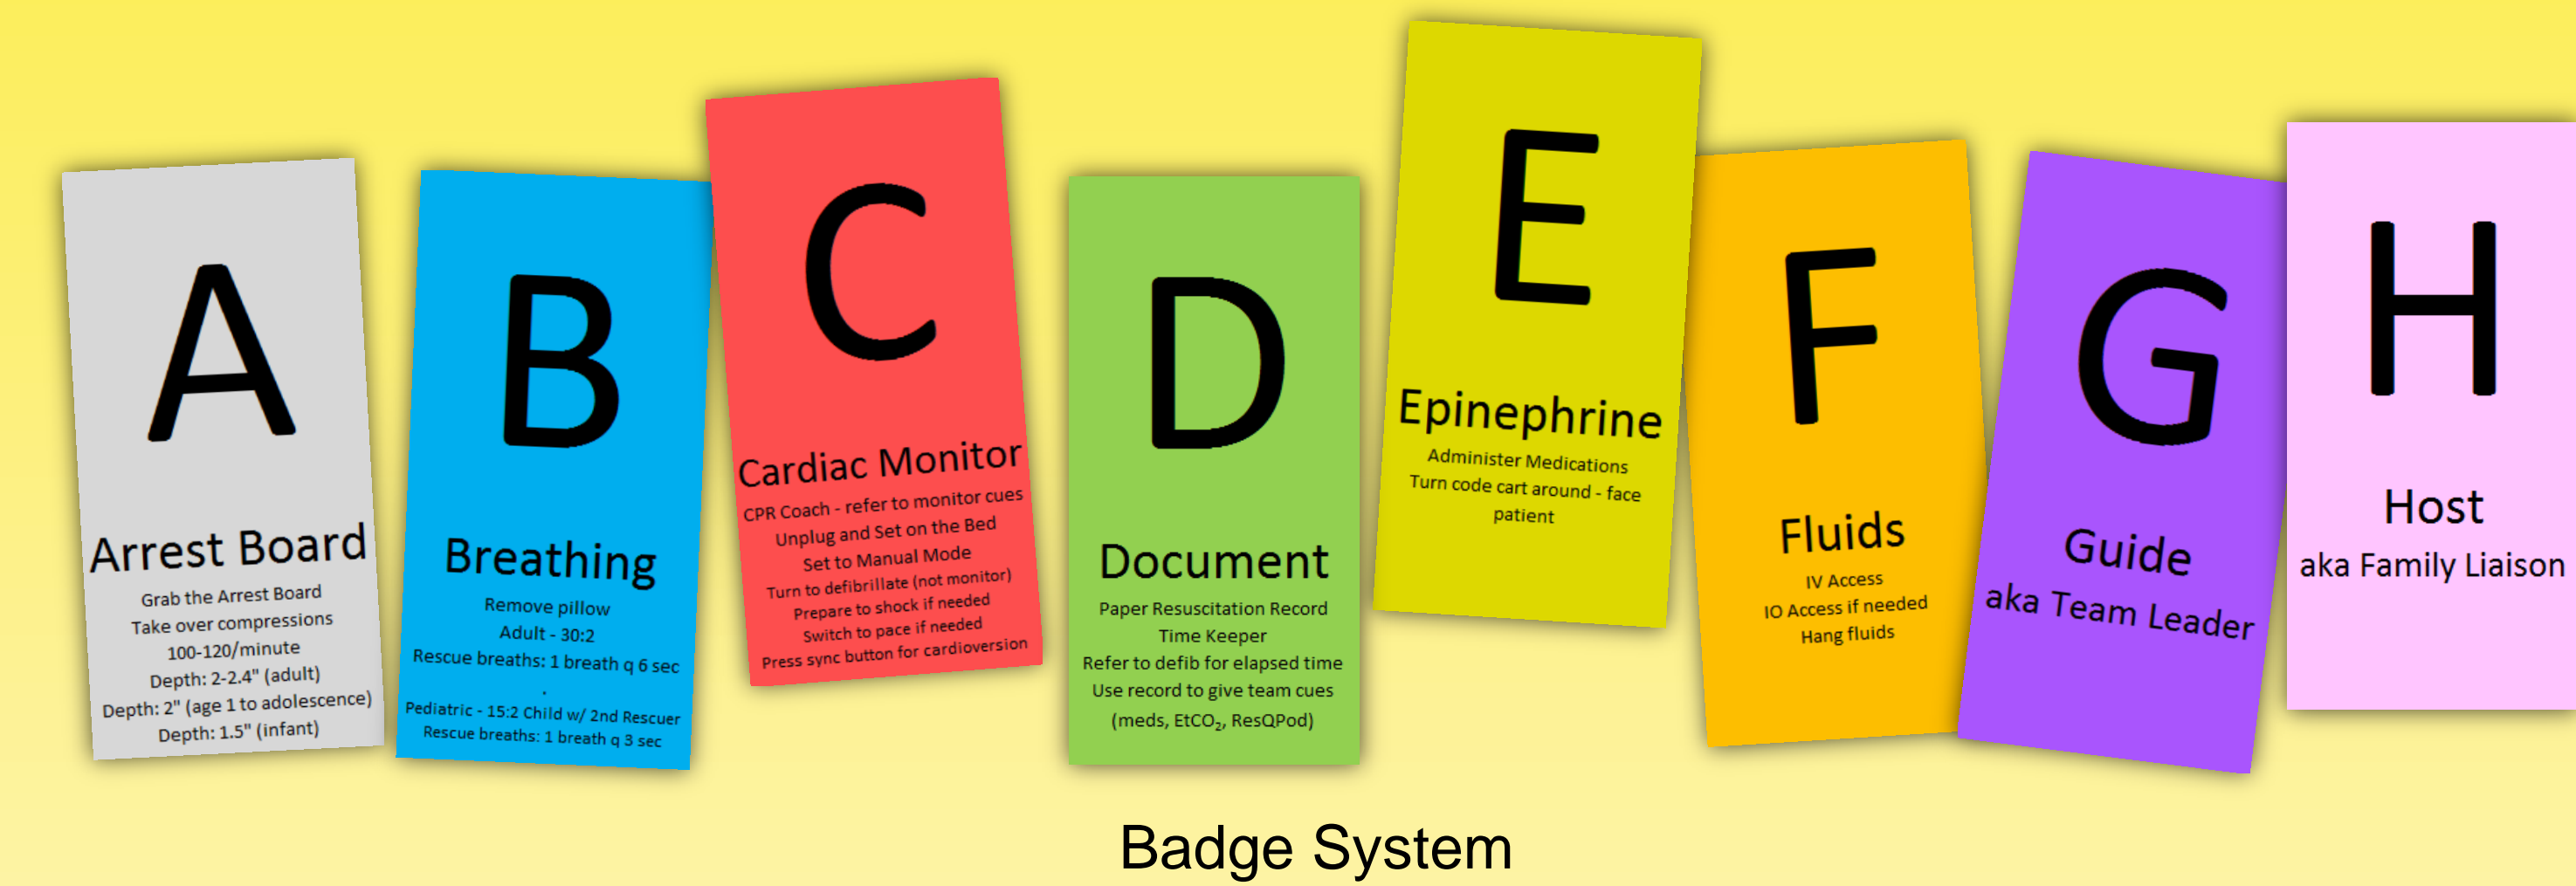 A
Arrest Board
Grab the Arrest Board
Take over compressions
100-120/minute
Depth: 2-2.4" (adult)
Depth: 2" (age 1 to adolescence)
Depth: 1.5" (infant)
B
Breathing
Remove pillow
Adult - 30:2
Rescue breaths: 1 breath q 6 sec
.
Pediatric - 15:2 Child w/ 2nd Rescuer
Rescue breaths: 1 breath q 3 sec
C
Cardiac Monitor
CPR Coach - refer to monitor cues
Unplug and Set on the Bed
Set to Manual Mode
Turn to defibrillate (not monitor)
Prepare to shock if needed
Switch to pace if needed
Press sync button for cardioversion
D
Document
Paper Resuscitation Record
Time Keeper
Refer to defib for elapsed time
Use record to give team cues
(meds, EtCO₂, ResQPod)
E
Epinephrine
Administer Medications
Turn code cart around - face
patient
F
Fluids
IV Access
IO Access if needed
Hang fluids
G
Guide
aka Team Leader
H
Host
aka Family Liaison
Badge System